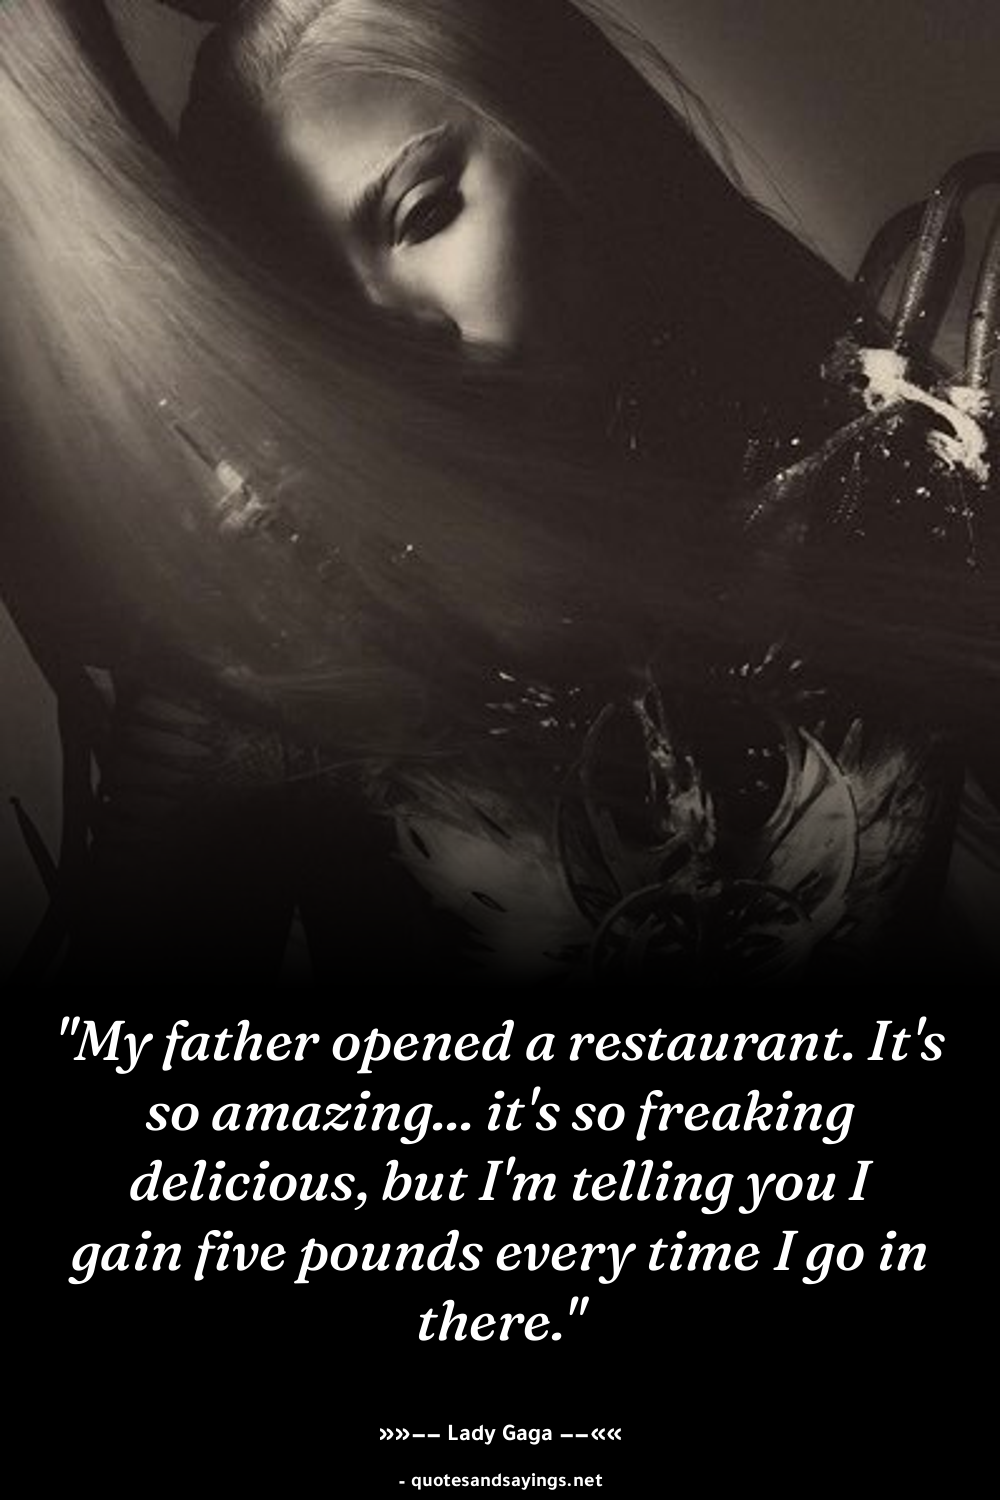 "My father opened a restaurant. It's
so amazing... it's so freaking
delicious, but I'm telling you I
gain five pounds every time I go in
there."
»»−− Lady Gaga −−««
- quotesandsayings.net